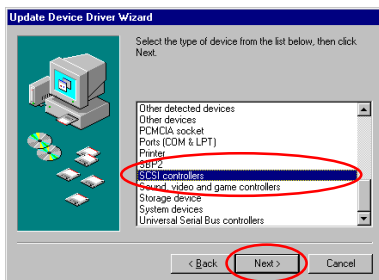 Update Device Driver Wizard
Select the type of device from the list below, then click
Next.
Other detected devices
Other devices
PCMCIA socket
Ports (COM & LPT)
Printer
SBP2
SCSI controllers
Sound, video and game controllers
Storage device
System devices
Universal Serial Bus controllers
< Back Next > Cancel